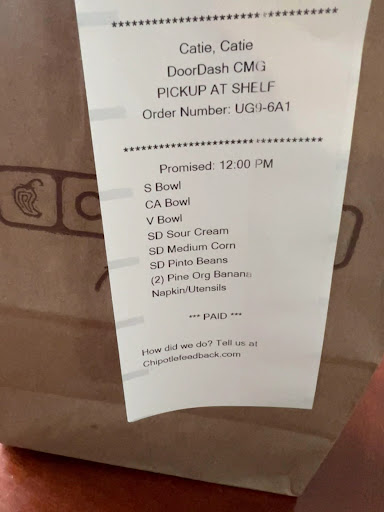 ***********************************
Catie, Catie
DoorDash CMG
PICKUP AT SHELF
Order Number: UG9-6A1
***********************************
Promised: 12:00 PM
S Bowl
CA Bowl
V Bowl
SD Sour Cream
SD Medium Corn
SD Pinto Beans
(2) Pine Org Banana
Napkin/Utensils
*** PAID ***
How did we do? Tell us at
Chipotlefeedback.com